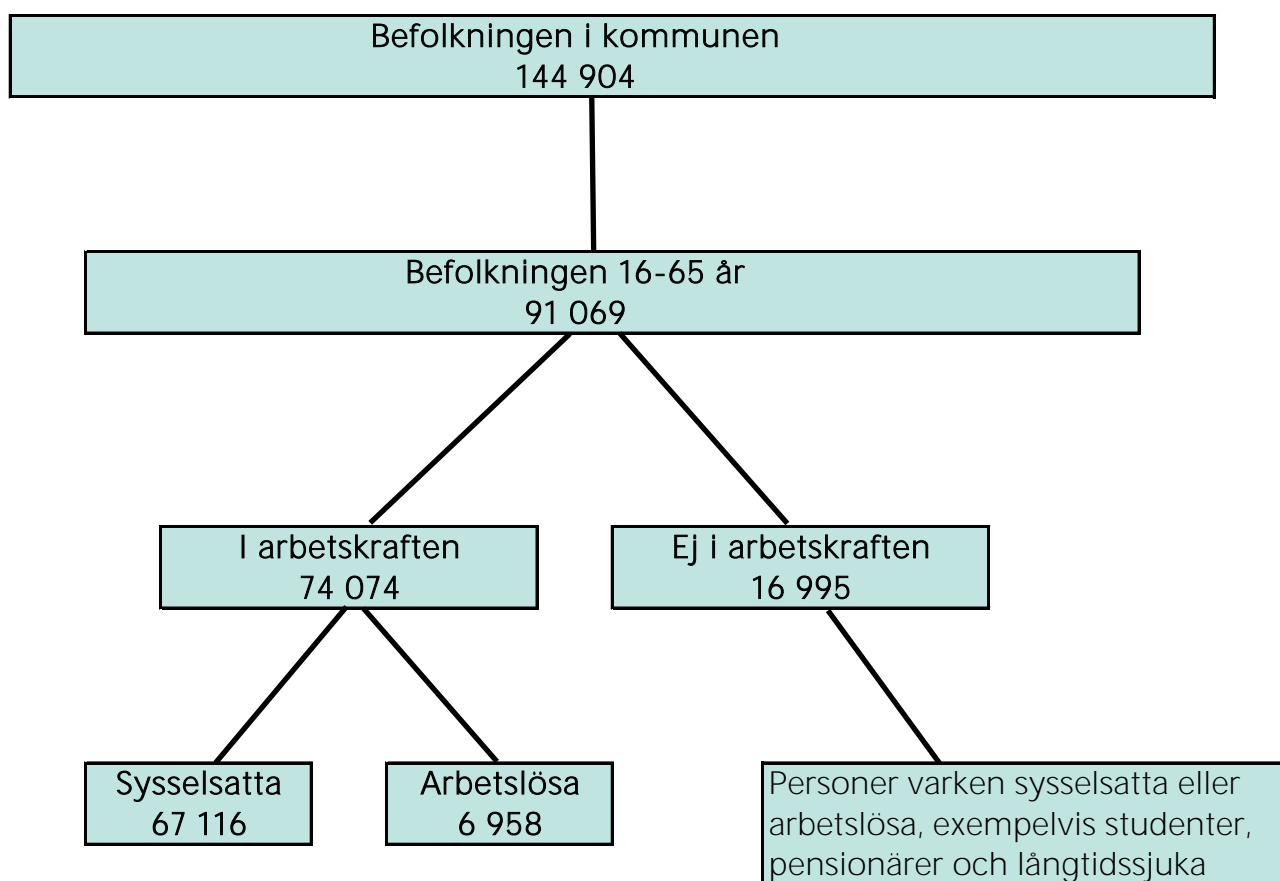 Befolkningen i kommunen
144 904
Befolkningen 16-65 år
91 069
I arbetskraften
74 074
Ej i arbetskraften
16 995
Sysselsatta
67 116
Arbetslösa
6 958
Personer varken sysselsatta eller
arbetslösa, exempelvis studenter,
pensionärer och långtidssjuka